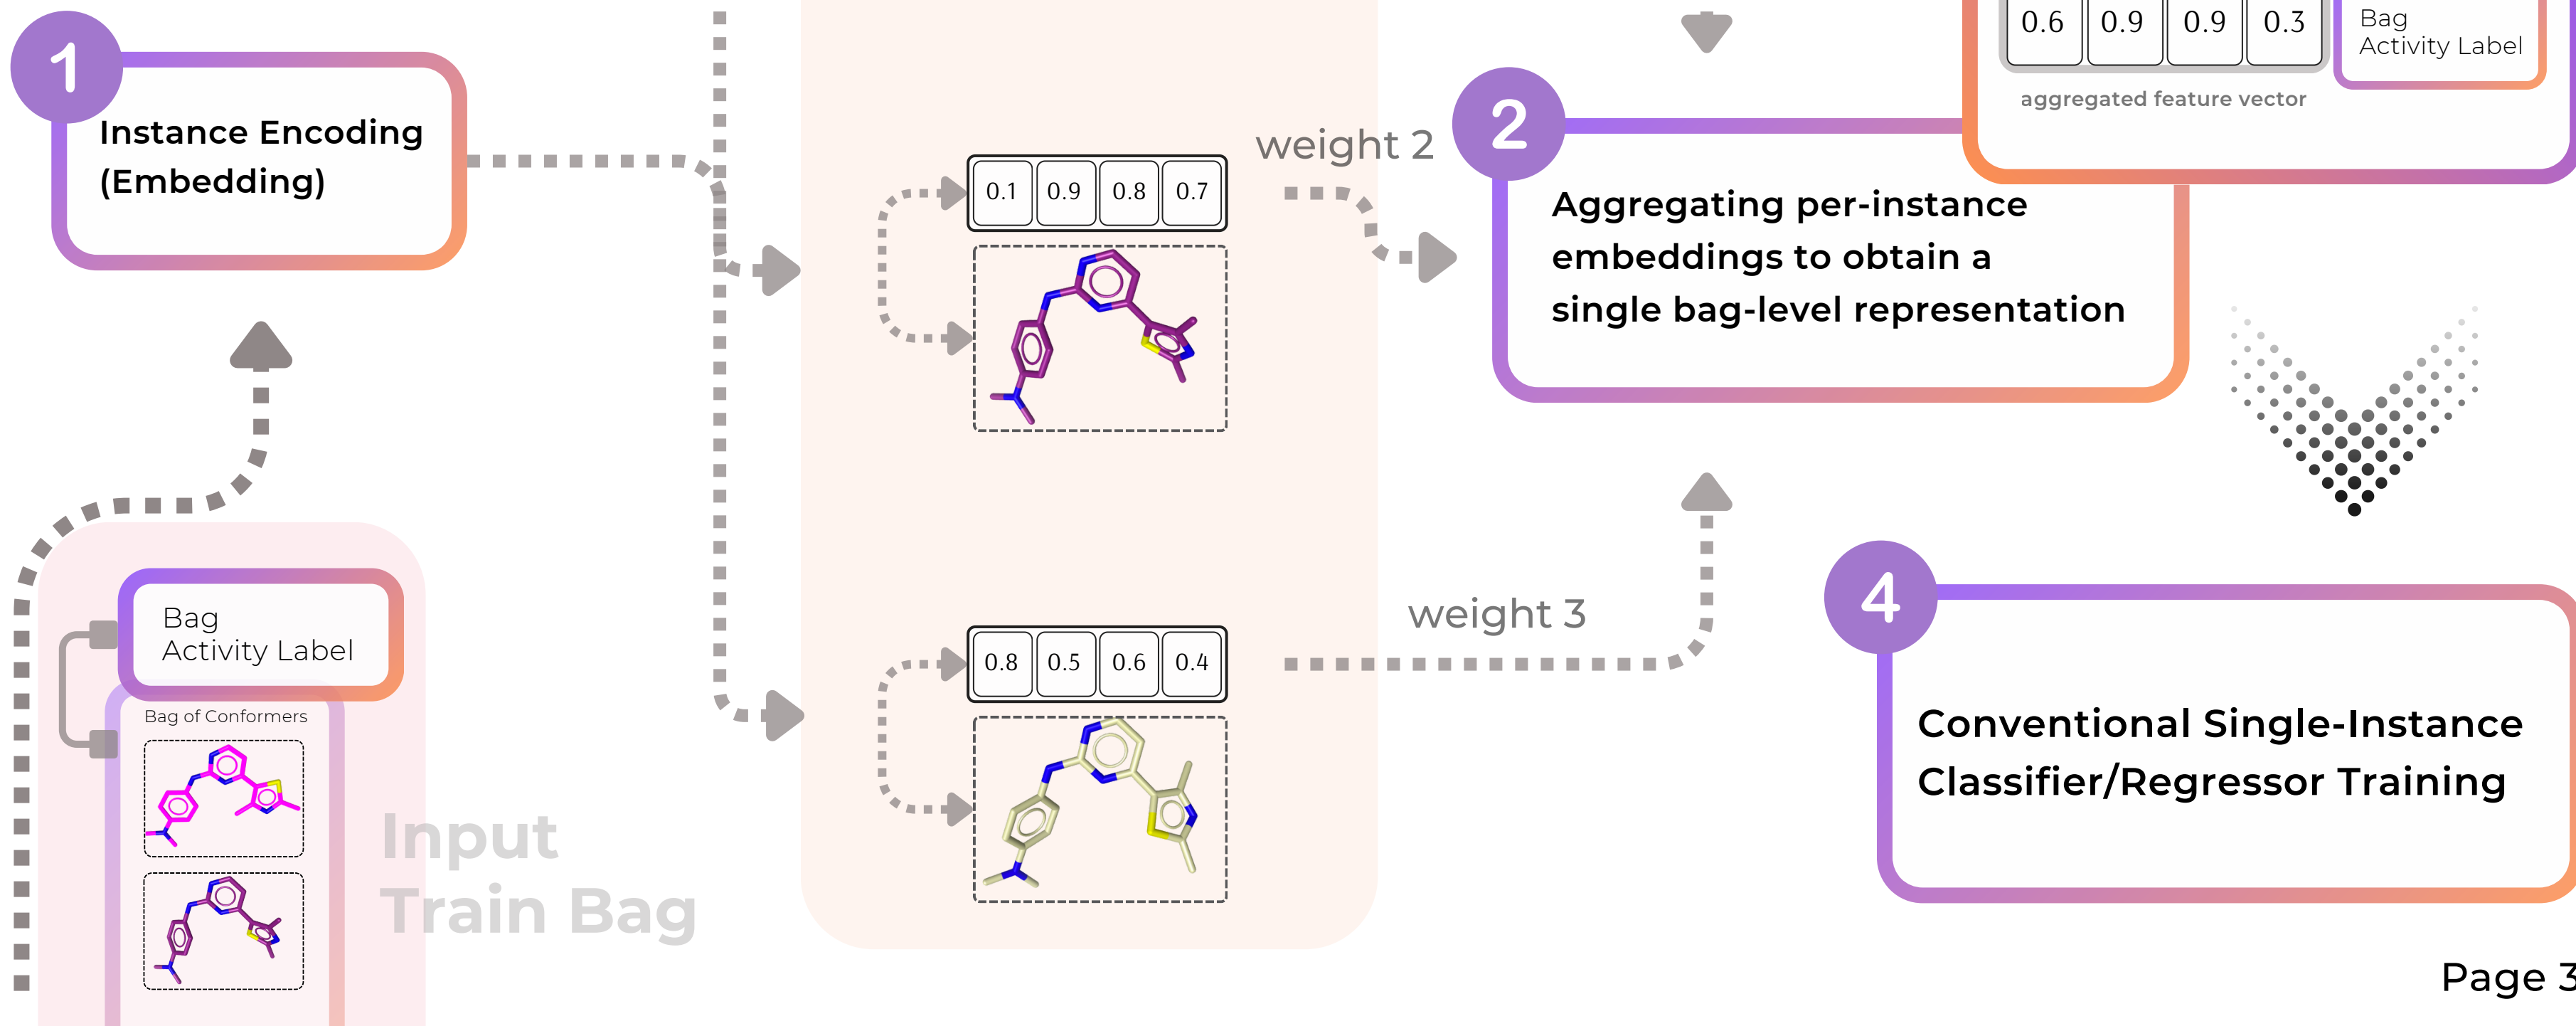 1
Instance Encoding
(Embedding)
Bag
Activity Label
Bag of Conformers
Input
Train Bag
0.1 0.9 0.8 0.7
weight 2
0.8 0.5 0.6 0.4
weight 3
2
Aggregating per-instance
embeddings to obtain a
single bag-level representation
0.6 0.9 0.9 0.3
aggregated feature vector
Bag
Activity Label
4
Conventional Single-Instance
Classifier/Regressor Training
Page 3